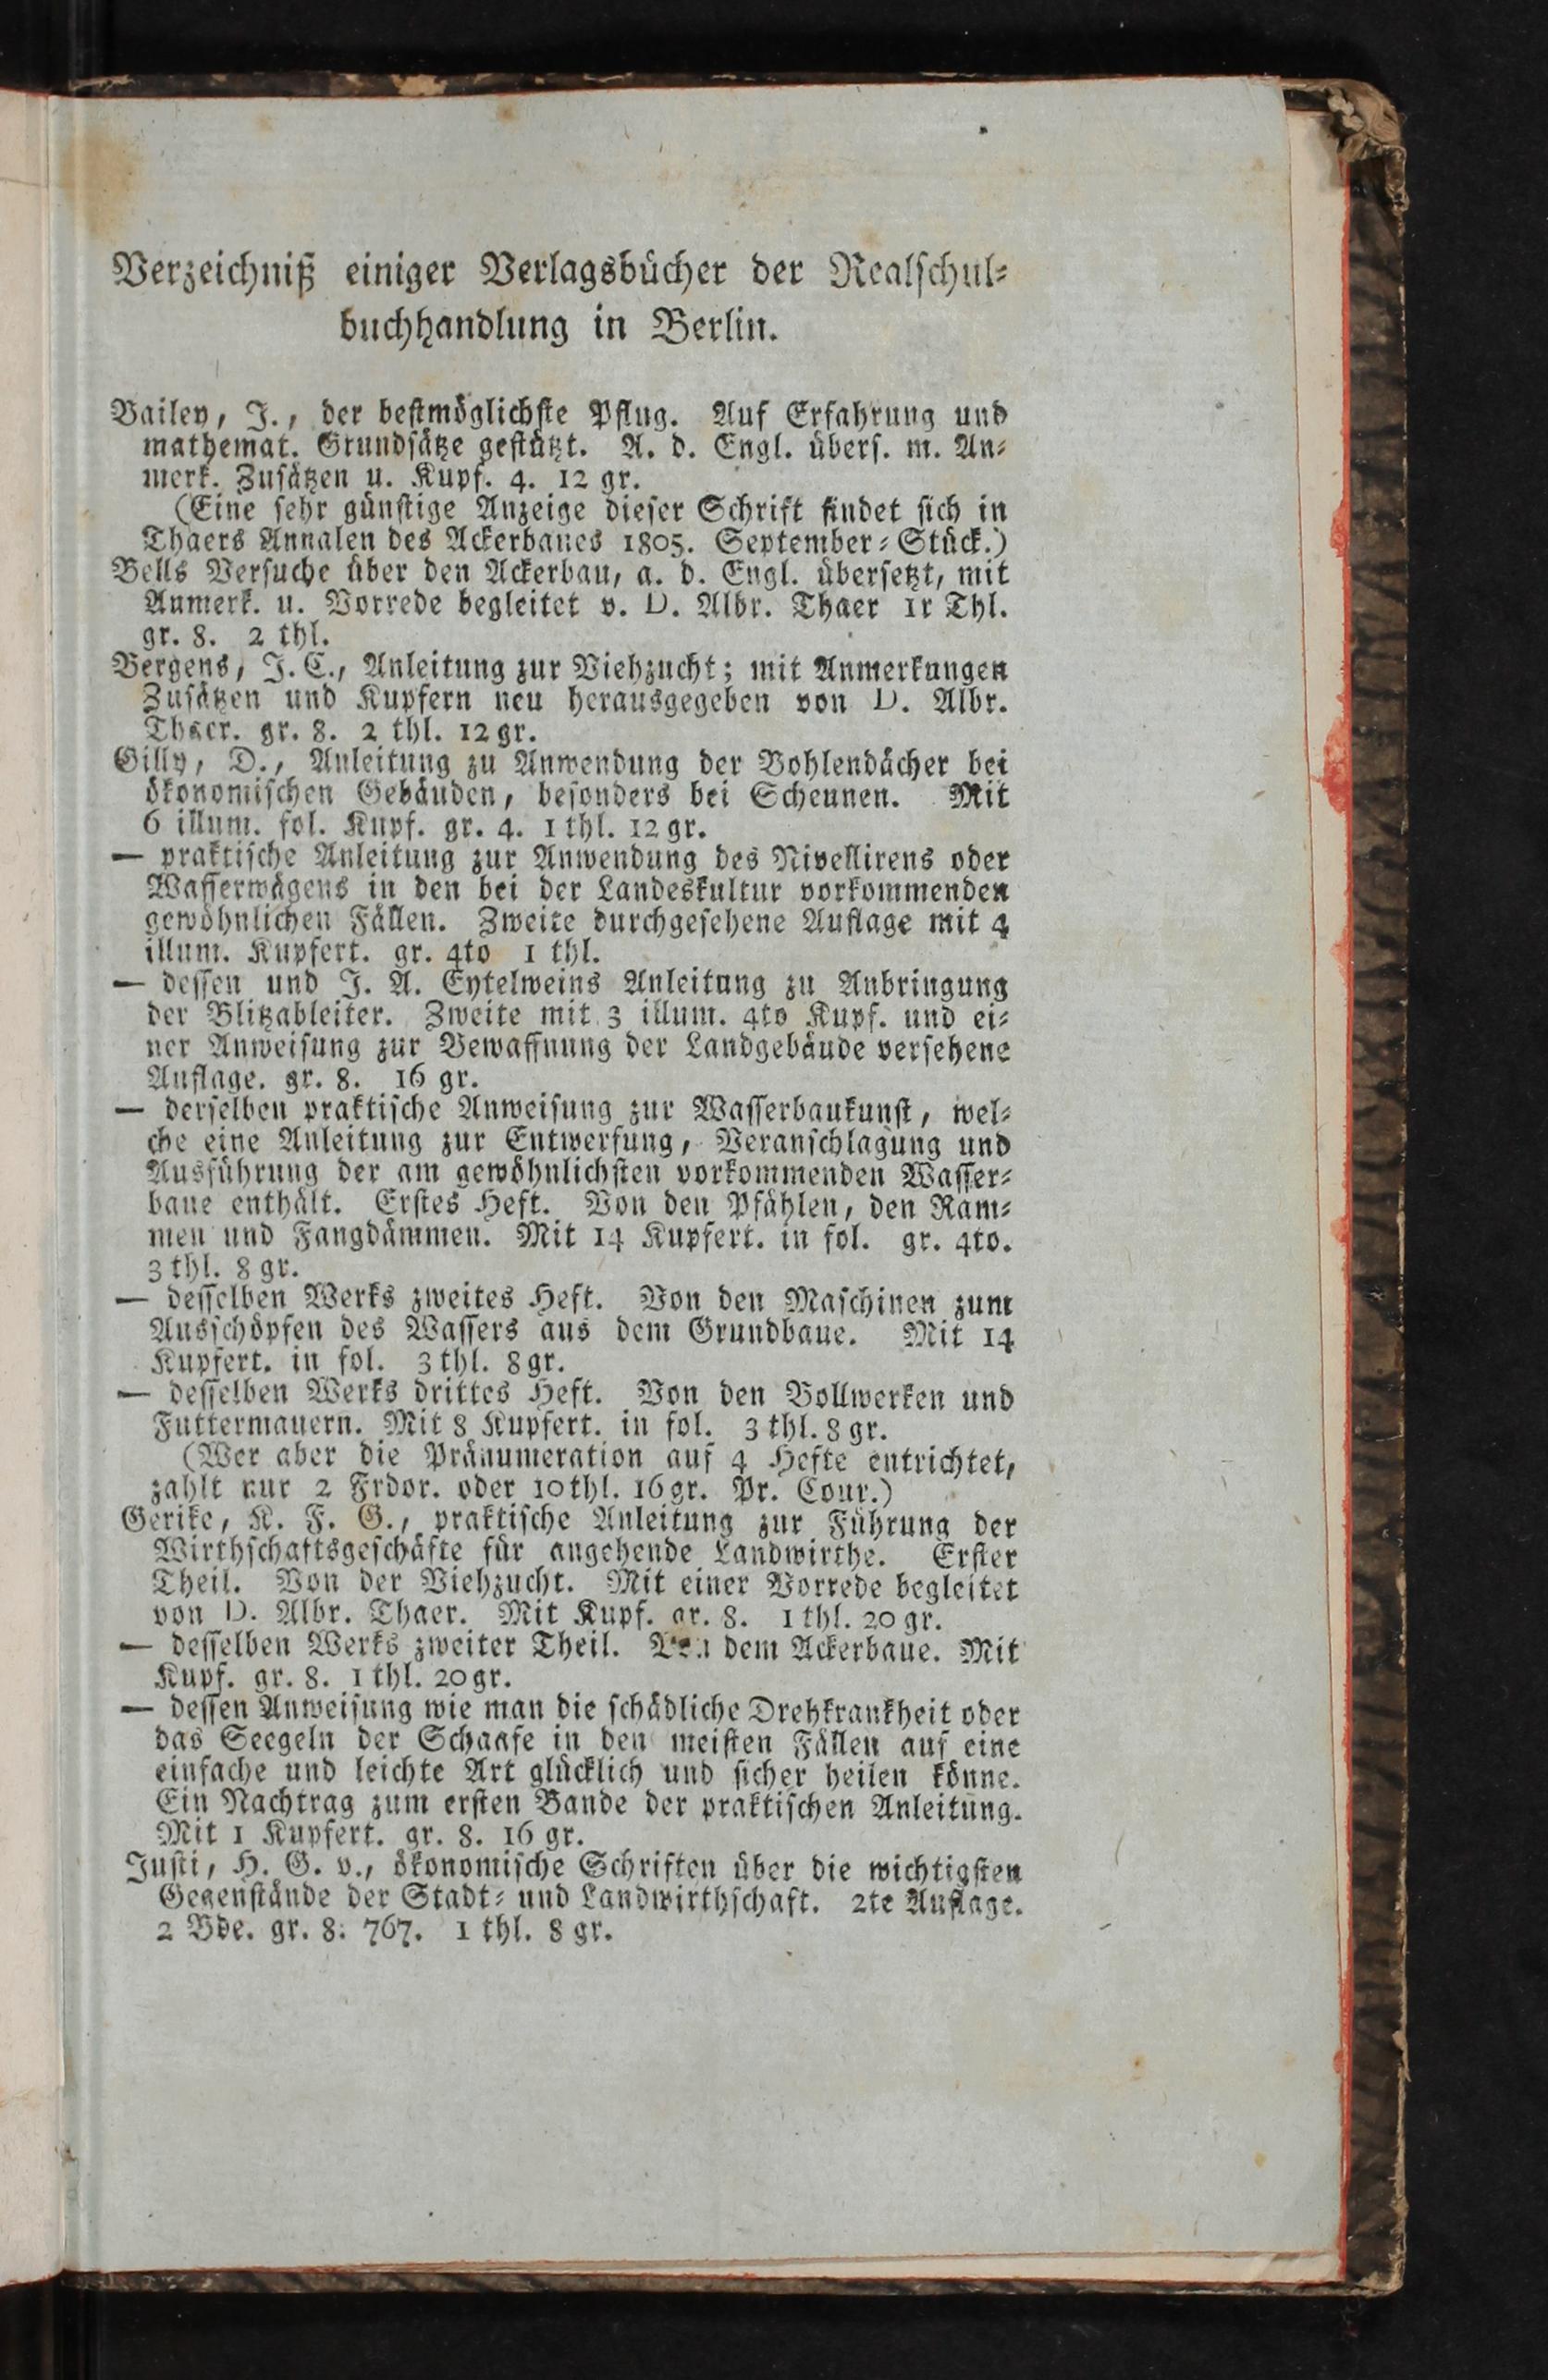 Verzeichniß einiger Verlagsbücher der Realschul-
buchhandlung in Berlin.
Bailey, J., der bestmöglichste Pflug. Auf Erfahrung und
mathemat. Grundsätze gestützt. A. d. Engl. übers. m. An-
merk. Zusätzen u. Kupf. 4. 12 gr.
(Eine sehr günstige Anzeige dieser Schrift findet sich in
Thaers Annalen des Ackerbaues 1805. September-Stück.)
Bells Versuche über den Ackerbau, a. d. Engl. übersetzt, mit
Anmerk. u. Vorrede begleitet v. D. Albr. Thaer 1r Thl.
gr. 8. 2 thl.
Bergens, J. C., Anleitung zur Viehzucht; mit Anmerkungen
Zusätzen und Kupfern neu herausgegeben von D. Albr.
Thaer. gr. 8. 2 thl. 12 gr.
Gilly, D., Anleitung zu Anwendung der Bohlendächer bei
ökonomischen Gebäuden, besonders bei Scheunen. Mit
6 illum. fol. Kupf. gr. 4. 1 thl. 12 gr.
— praktische Anleitung zur Anwendung des Nivellirens oder
Wasserwägens in den bei der Landeskultur vorkommenden
gewöhnlichen Fällen. Zweite durchgesehene Auflage mit 4
illum. Kupfert. gr. 4to 1 thl.
— dessen und J. A. Eytelweins Anleitung zu Anbringung
der Blitzableiter. Zweite mit 3 illum. 4to Kupf. und ei-
ner Anweisung zur Bewaffnung der Landgebäude versehene
Auflage. gr. 8. 16 gr.
— derselben praktische Anweisung zur Wasserbaukunst, wel-
che eine Anleitung zur Entwerfung, Veranschlagung und
Ausführung der am gewöhnlichsten vorkommenden Wasser-
baue enthält. Erstes Heft. Von den Pfählen, den Ram-
men und Fangdämmen. Mit 14 Kupfert. in fol. gr. 4to.
3 thl. 8 gr.
— desselben Werks zweites Heft. Von den Maschinen zum
Ausschöpfen des Wassers aus dem Grundbaue. Mit 14
Kupfert. in fol. 3 thl. 8 gr.
— desselben Werks drittes Heft. Von den Bollwerken und
Futtermauern. Mit 8 Kupfert. in fol. 3 thl. 8 gr.
(Wer aber die Pränumeration auf 4 Hefte entrichtet,
zahlt nur 2 Frdor. oder 10 thl. 16 gr. Pr. Cour.)
Gerike, K. F. G., praktische Anleitung zur Führung der
Wirthschaftsgeschäfte für angehende Landwirthe. Erster
Theil. Von der Viehzucht. Mit einer Vorrede begleitet
von D. Albr. Thaer. Mit Kupf. gr. 8. 1 thl. 20 gr.
— desselben Werks zweiter Theil. Von dem Ackerbaue. Mit
Kupf. gr. 8. 1 thl. 20 gr.
— dessen Anweisung wie man die schädliche Drehkrankheit oder
das Seegeln der Schaafe in den meisten Fällen auf eine
einfache und leichte Art glücklich und sicher heilen könne.
Ein Nachtrag zum ersten Bande der praktischen Anleitung.
Mit 1 Kupfert. gr. 8. 16 gr.
Justi, H. G. v., ökonomische Schriften über die wichtigsten
Gegenstände der Stadt- und Landwirthschaft. 2te Auflage.
2 Bde. gr. 8. 767. 1 thl. 8 gr.